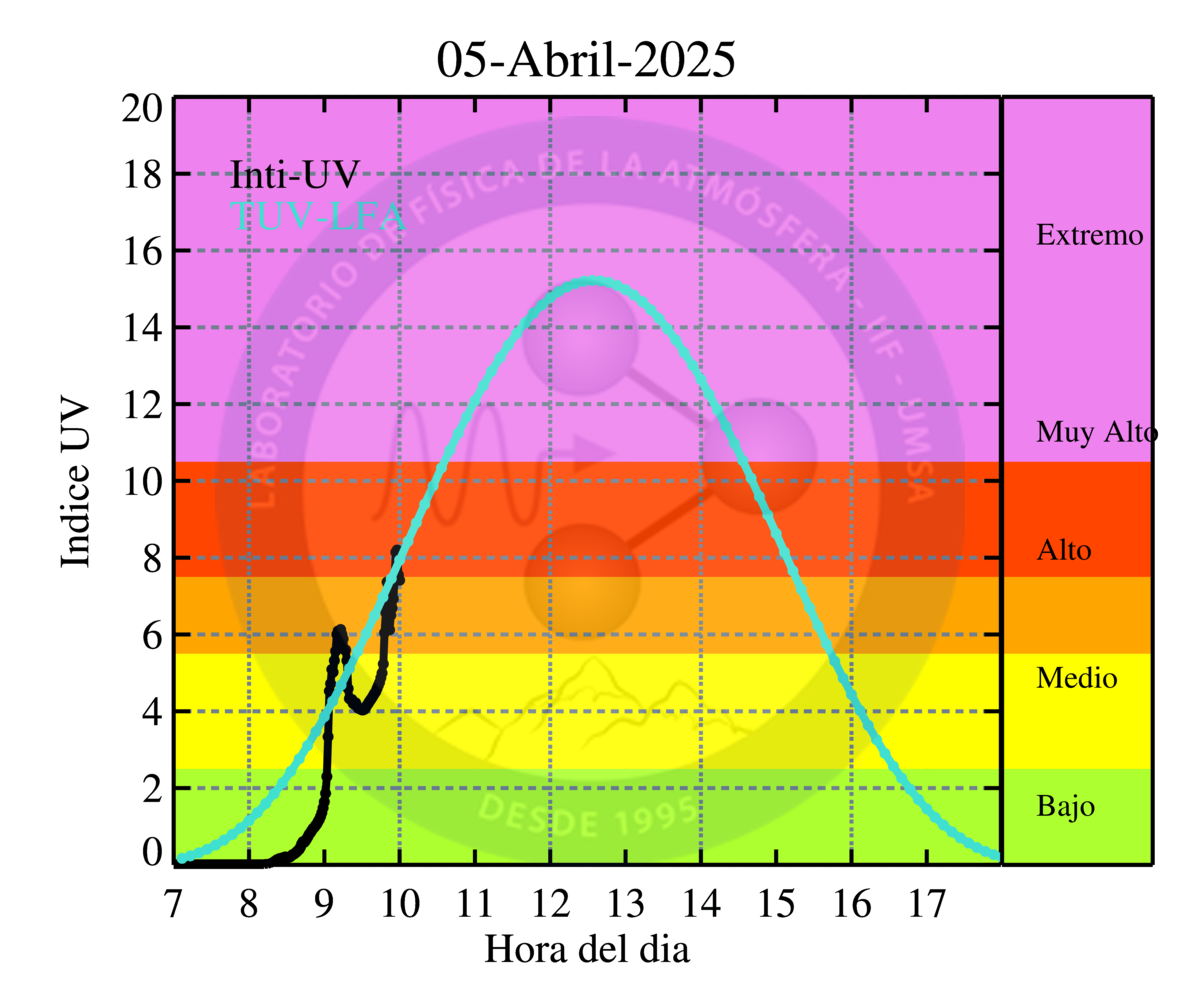 05-Abril-2025
20
18
16
14
12
10
8
6
4
2
0
Indice UV
Inti-UV
TUV-LFA
LABORATORIO DE FÍSICA DE LA ATMÓSFERA - IIF - UMSA
DESDE 1995
Extremo
Muy Alto
Alto
Medio
Bajo
7 8 9 10 11 12 13 14 15 16 17
Hora del dia